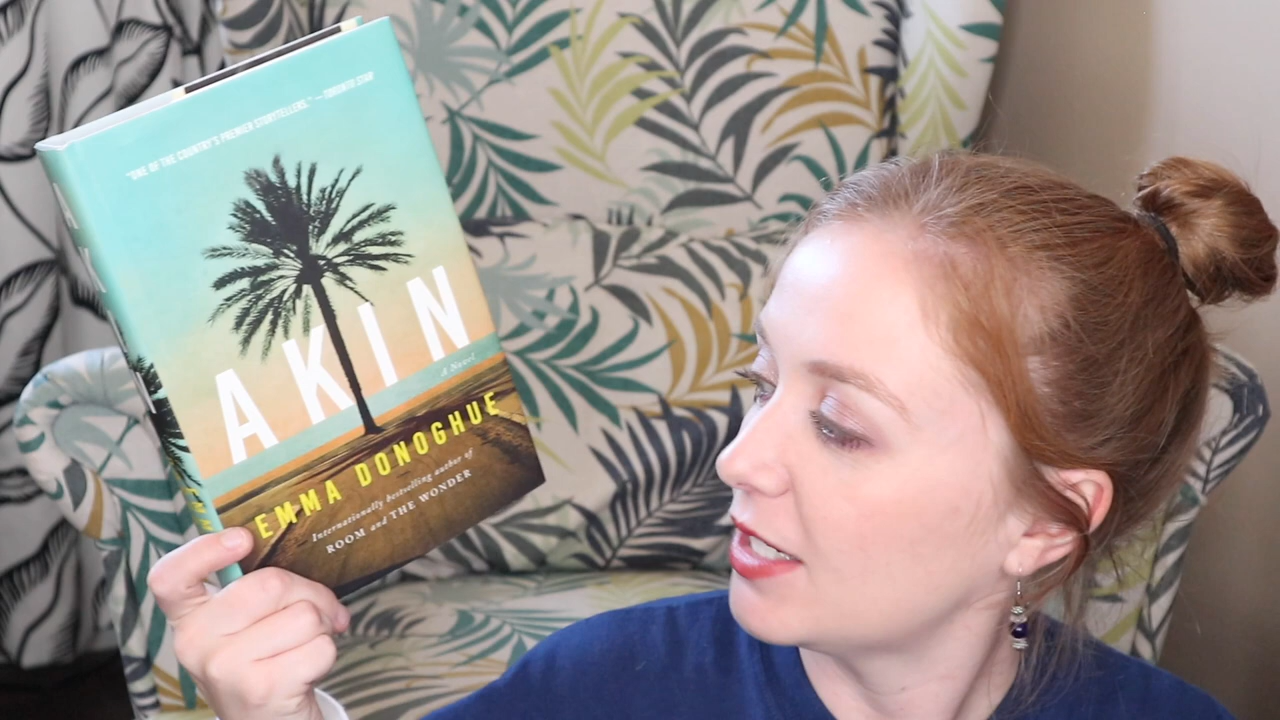 "ONE OF THE COUNTRY'S PREMIER STORYTELLERS." — TORONTO STAR
AKIN
A Novel
EMMA DONOGHUE
Internationally bestselling author of
ROOM and THE WONDER